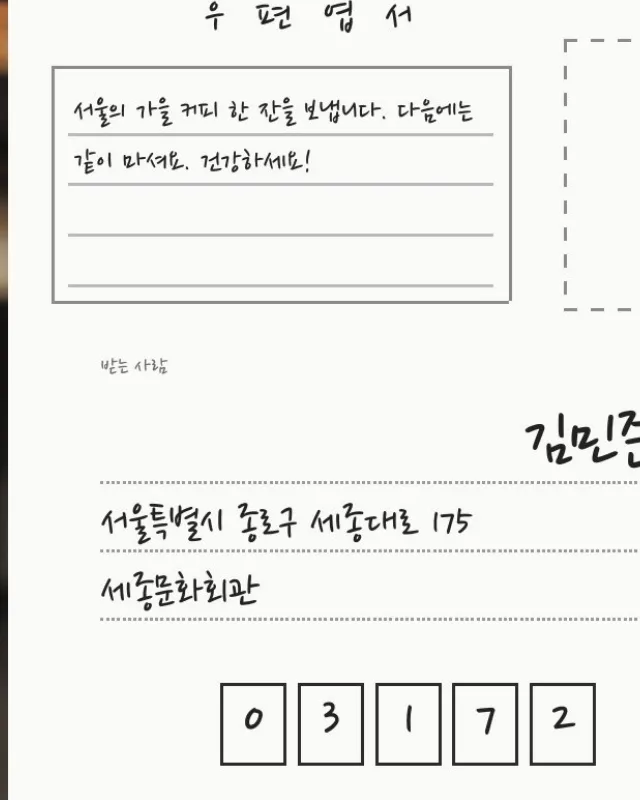 우 편 엽 서
서울의 가을 커피 한 잔을 보냅니다. 다음에는
같이 마셔요. 건강하세요!
받는 사람
김민준
서울특별시 종로구 세종대로 175
세종문화회관
0 3 1 7 2